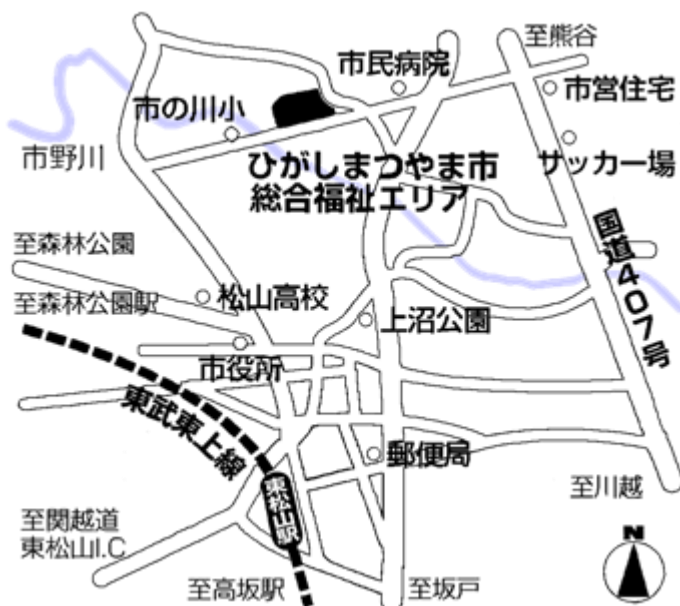 至熊谷
市民病院
市営住宅
市の川小
市野川
ひがしまつやま市
総合福祉エリア
サッカー場
国道407号
至森林公園
至森林公園駅
松山高校
上沼公園
市役所
東武東上線
郵便局
東松山駅
至川越
至関越道
東松山I.C
至高坂駅
至坂戸
N